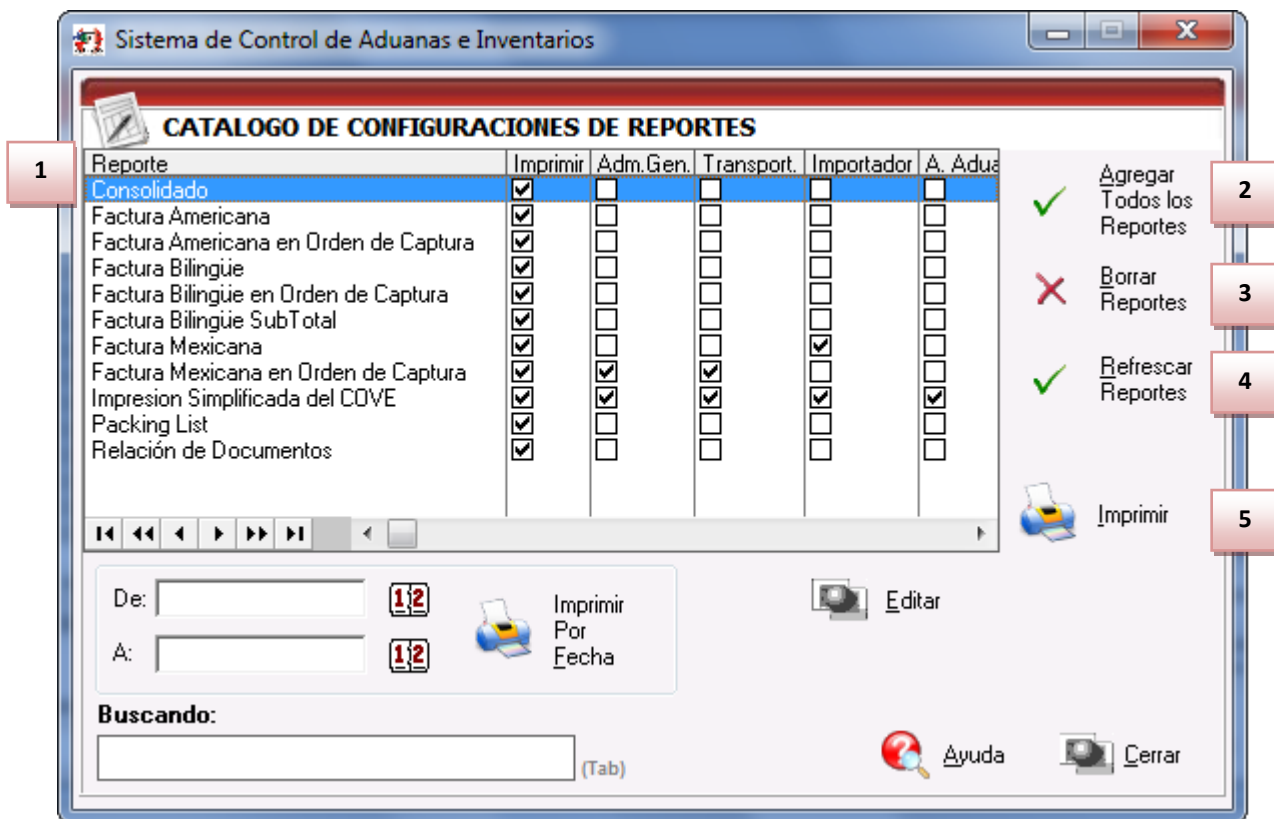 Sistema de Control de Aduanas e Inventarios
CATALOGO DE CONFIGURACIONES DE REPORTES
1
Reporte Imprimir Adm.Gen. Transport. Importador A. Adua
Consolidado
Factura Americana
Factura Americana en Orden de Captura
Factura Bilingüe
Factura Bilingüe en Orden de Captura
Factura Bilingüe SubTotal
Factura Mexicana
Factura Mexicana en Orden de Captura
Impresion Simplificada del COVE
Packing List
Relación de Documentos
Agregar
Todos los
Reportes
2
Borrar
Reportes
3
Refrescar
Reportes
4
Imprimir
5
De:
12
A:
12
Imprimir
Por
Fecha
Editar
Buscando:
(Tab)
Ayuda
Cerrar